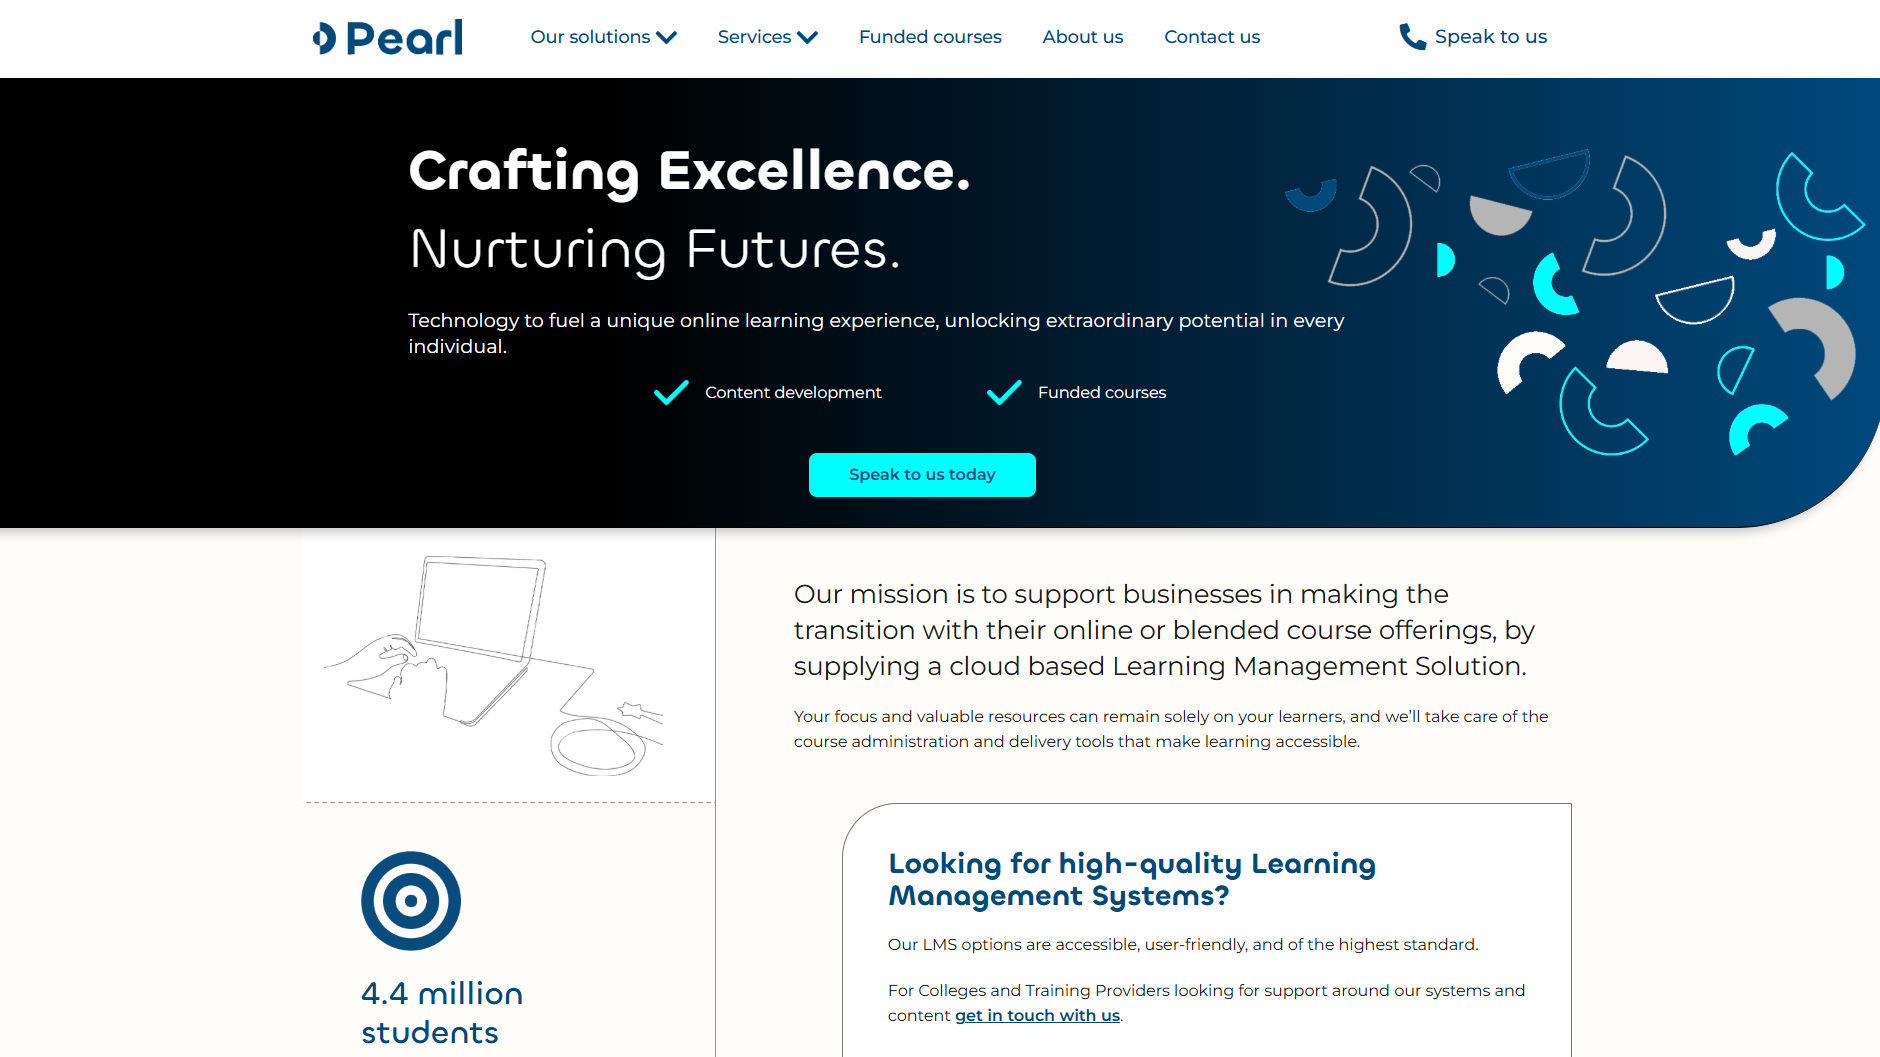 Pearl
Our solutions
Services
Funded courses
About us
Contact us
Speak to us
Crafting Excellence.
Nurturing Futures.
Technology to fuel a unique online learning experience, unlocking extraordinary potential in every
individual.
Content development
Funded courses
Speak to us today
Our mission is to support businesses in making the
transition with their online or blended course offerings, by
supplying a cloud based Learning Management Solution.
Your focus and valuable resources can remain solely on your learners, and we’ll take care of the
course administration and delivery tools that make learning accessible.
4.4 million
students
Looking for high-quality Learning
Management Systems?
Our LMS options are accessible, user-friendly, and of the highest standard.
For Colleges and Training Providers looking for support around our systems and
content get in touch with us.